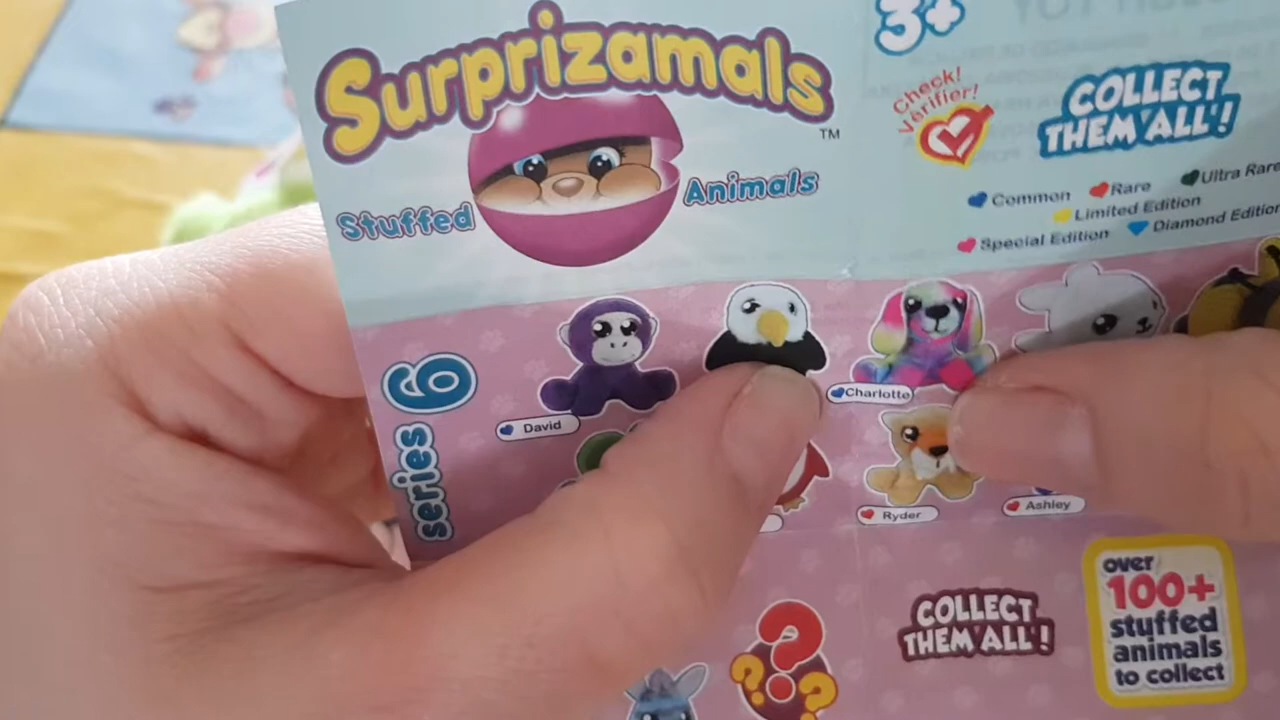 Surprizamals
TM
Stuffed
Animals
3+
Check!
Vérifier!
COLLECT
THEM ALL!
Common
Rare
Ultra Rare
Limited Edition
Special Edition
Diamond Edition
series 6
David
Charlotte
Ryder
Ashley
COLLECT
THEM ALL!
over
100+
stuffed
animals
to collect